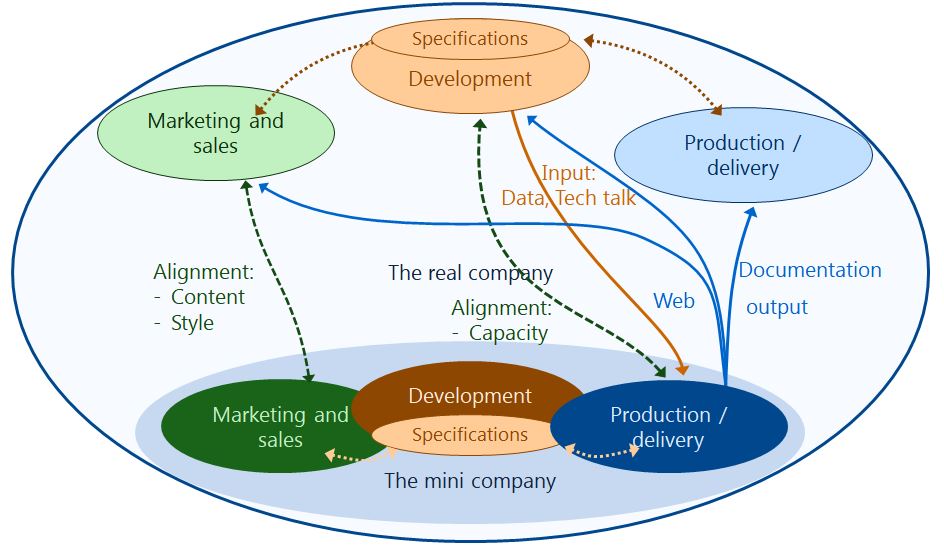 Specifications
Development
Marketing and
sales
Production /
delivery
Input:
Data, Tech talk
Alignment:
- Content
- Style
The real company
Documentation
output
Web
Alignment:
- Capacity
Development
Specifications
Marketing and
sales
Production /
delivery
The mini company